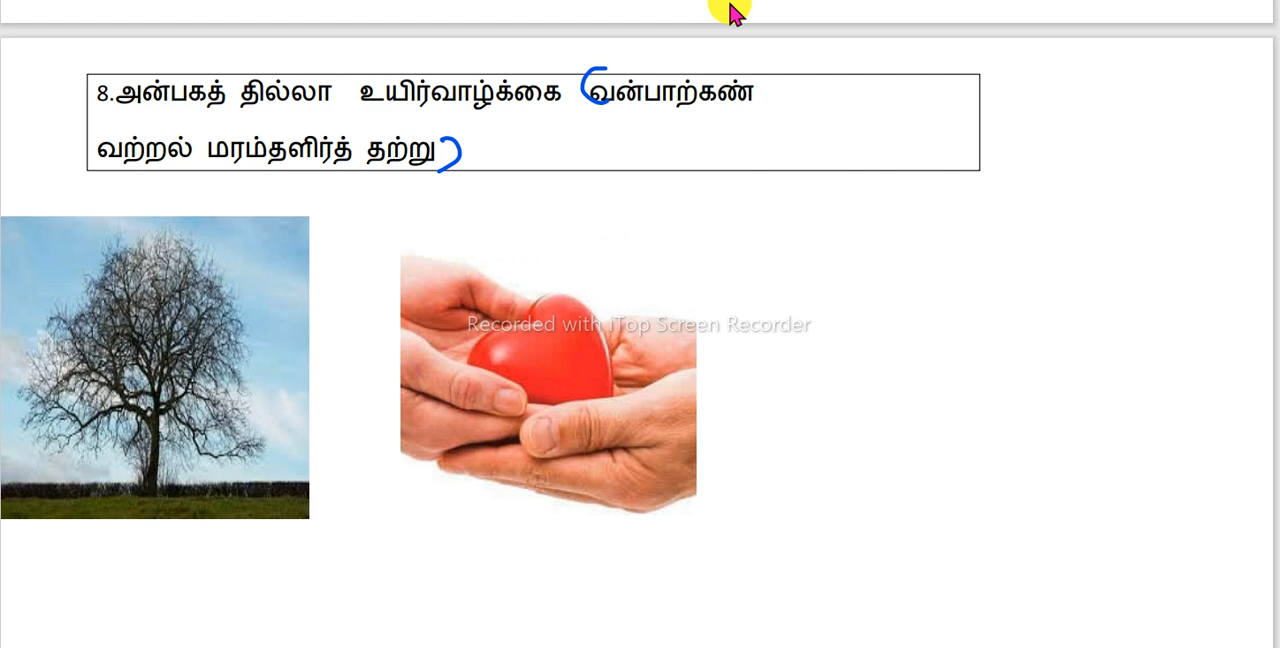 8.அன்பகத் தில்லா உயிர்வாழ்க்கை வன்பாற்கண்
வற்றல் மரம்தளிர்த் தற்று
Recorded with iTop Screen Recorder